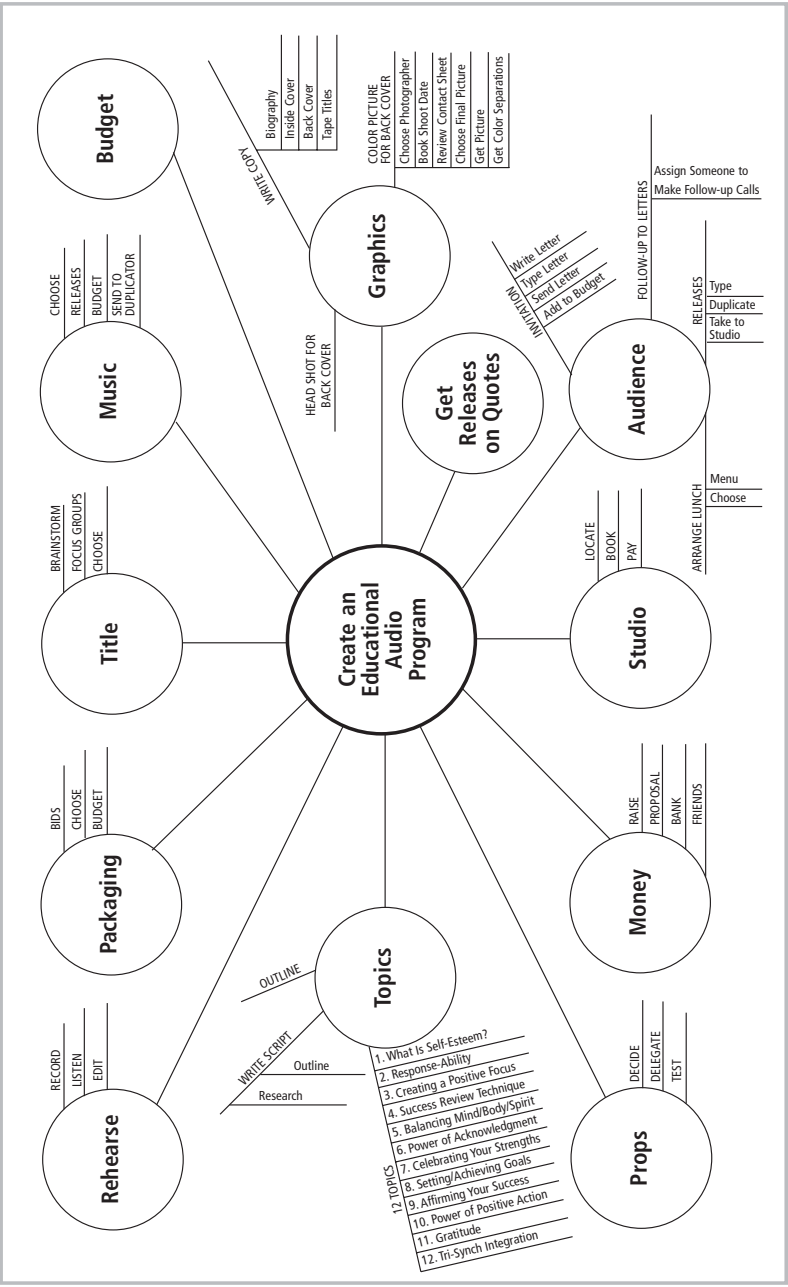 Create an
Educational
Audio
Program
Rehearse
RECORD
LISTEN
EDIT
Packaging
BIDS
CHOOSE
BUDGET
Title
BRAINSTORM
FOCUS GROUPS
CHOOSE
Music
CHOOSE
RELEASES
BUDGET
SEND TO
DUPLICATOR
Budget
Topics
OUTLINE
WRITE SCRIPT
Outline
Research
12 TOPICS
1. What Is Self-Esteem?
2. Response-Ability
3. Creating a Positive Focus
4. Success Review Technique
5. Balancing Mind/Body/Spirit
6. Power of Acknowledgment
7. Celebrating Your Strengths
8. Setting/Achieving Goals
9. Affirming Your Success
10. Power of Positive Action
11. Gratitude
12. Tri-Synch Integration
Get
Releases
on Quotes
Graphics
HEAD SHOT FOR
BACK COVER
WRITE COPY
Biography
Inside Cover
Back Cover
Tape Titles
COLOR PICTURE
FOR BACK COVER
Choose Photographer
Book Shoot Date
Review Contact Sheet
Choose Final Picture
Get Picture
Get Color Separations
Props
DECIDE
DELEGATE
TEST
Money
RAISE
PROPOSAL
BANK
FRIENDS
Studio
LOCATE
BOOK
PAY
Audience
INVITATION
Write Letter
Type Letter
Send Letter
Add to Budget
FOLLOW-UP TO LETTERS
Assign Someone to
Make Follow-up Calls
RELEASES
Type
Duplicate
Take to
Studio
ARRANGE LUNCH
Menu
Choose